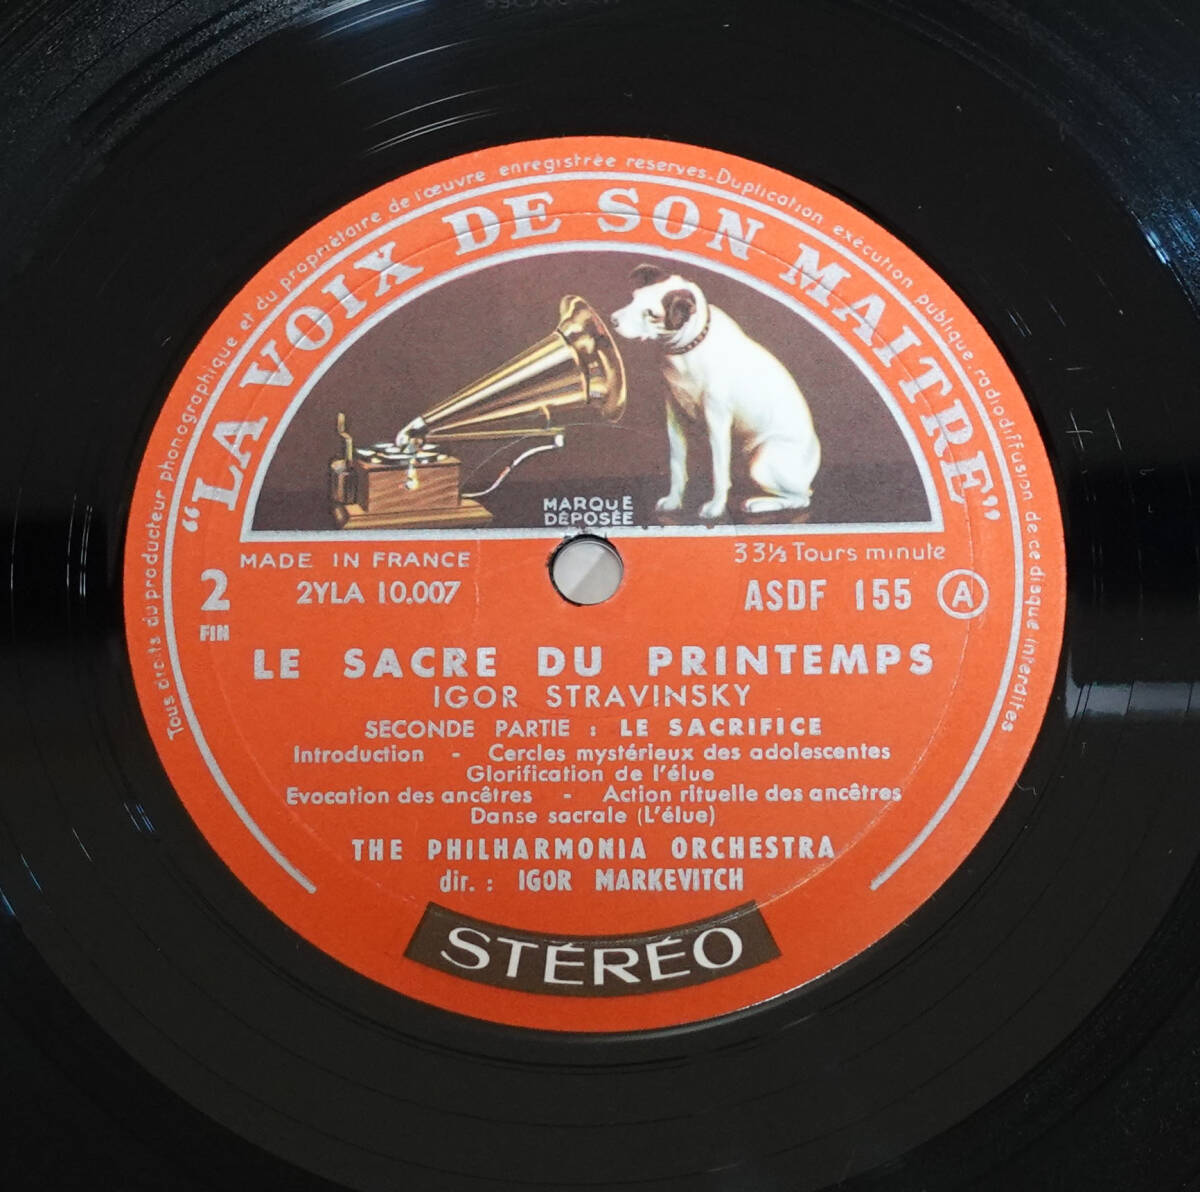 Tous droits du producteur phonographique et du propriétaire de l'œuvre enregistrée reservés-Duplication exécution publique-radiodiffusion de ce disque interdites
"LA VOIX DE SON MAITRE"
MARQUE
DÉPOSÉE
MADE IN FRANCE
33⅓ Tours minute
2
FIN
2YLA 10.007
ASDF 155
A
LE SACRE DU PRINTEMPS
IGOR STRAVINSKY
SECONDE PARTIE : LE SACRIFICE
Introduction - Cercles mystérieux des adolescentes
Glorification de l'élue
Evocation des ancêtres - Action rituelle des ancêtres
Danse sacrale (L'élue)
THE PHILHARMONIA ORCHESTRA
dir. : IGOR MARKEVITCH
STÉRÉO